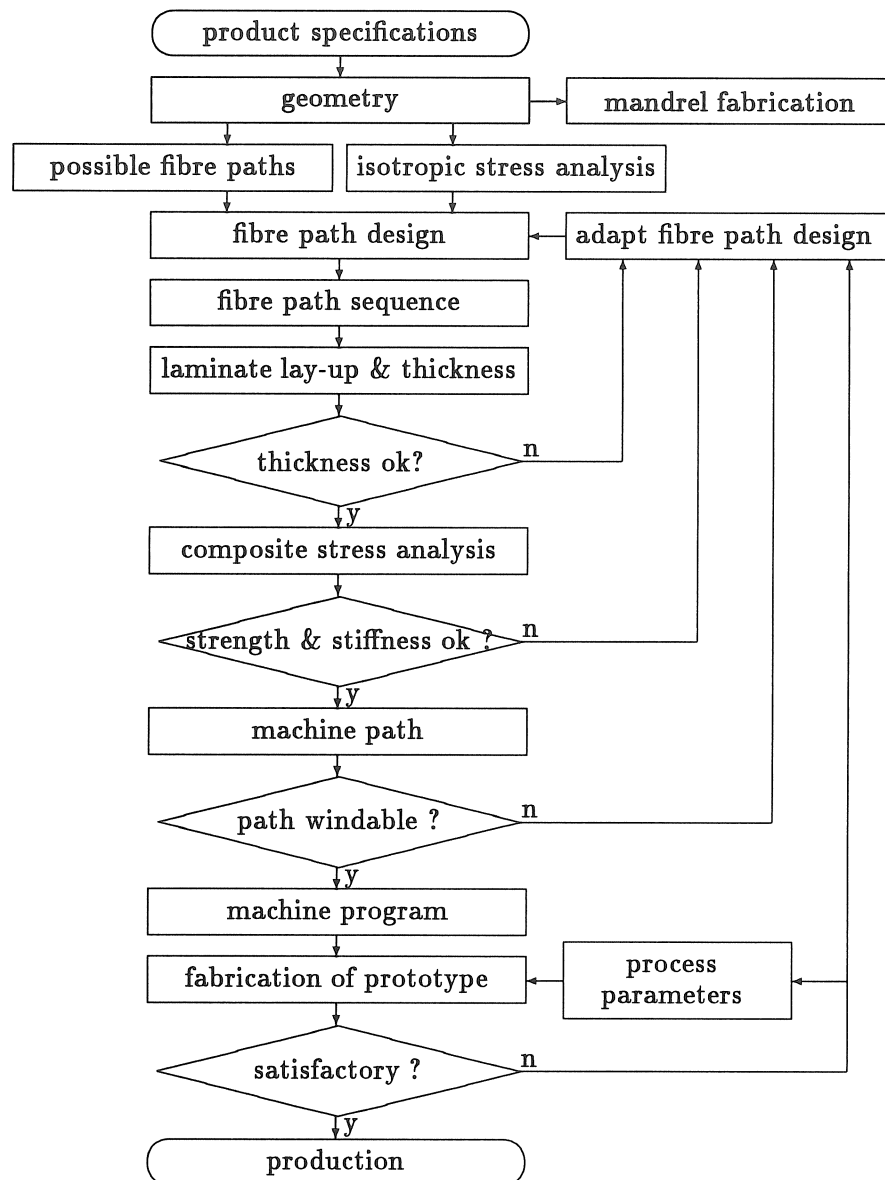 product specifications
geometry
mandrel fabrication
possible fibre paths
isotropic stress analysis
fibre path design
adapt fibre path design
fibre path sequence
laminate lay-up & thickness
thickness ok?
n
y
composite stress analysis
strength & stiffness ok ?
n
y
machine path
path windable ?
n
y
machine program
fabrication of prototype
process
parameters
satisfactory ?
n
y
production